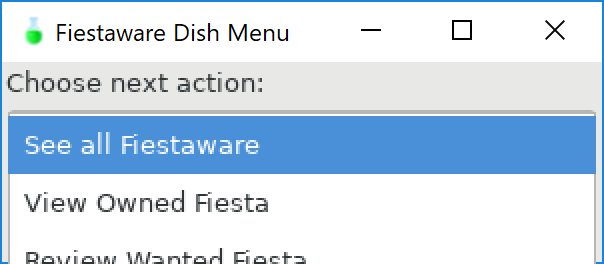 Fiestaware Dish Menu
Choose next action:
See all Fiestaware
View Owned Fiesta
Review Wanted Fiesta